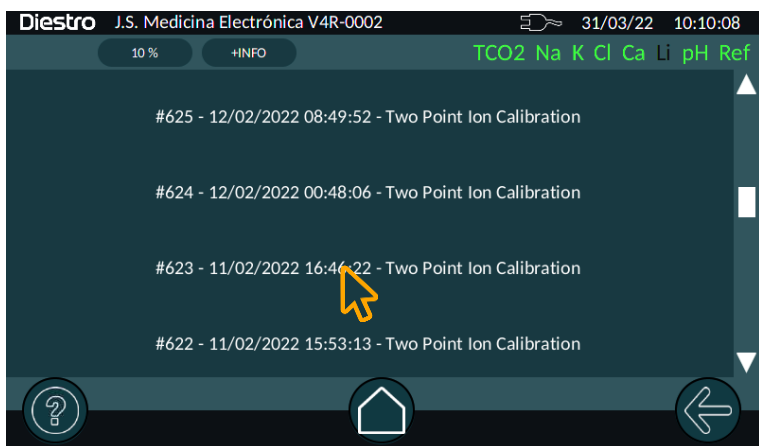 Diestro J.S. Medicina Electrónica V4R-0002 31/03/22 10:10:08
10 % +INFO TCO2 Na K Cl Ca Li pH Ref
#625 - 12/02/2022 08:49:52 - Two Point Ion Calibration
#624 - 12/02/2022 00:48:06 - Two Point Ion Calibration
#623 - 11/02/2022 16:46:22 - Two Point Ion Calibration
#622 - 11/02/2022 15:53:13 - Two Point Ion Calibration
?